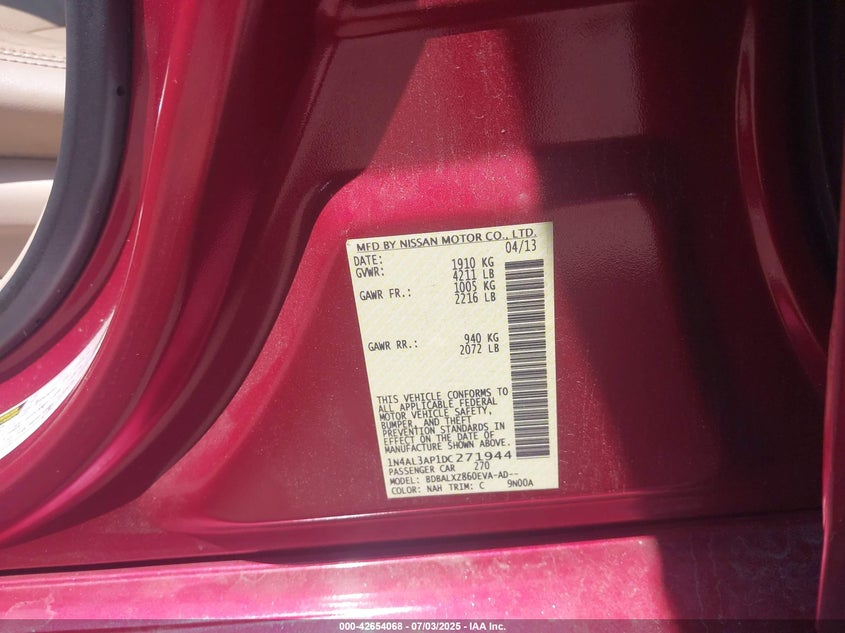 MFD BY NISSAN MOTOR CO., LTD.
DATE: 04/13
GVWR: 1910 KG
4211 LB
GAWR FR.: 1005 KG
2216 LB
GAWR RR.: 940 KG
2072 LB
THIS VEHICLE CONFORMS TO
ALL APPLICABLE FEDERAL
MOTOR VEHICLE SAFETY,
BUMPER, AND THEFT
PREVENTION STANDARDS IN
EFFECT ON THE DATE OF
MANUFACTURE SHOWN ABOVE.
1N4AL3AP1DC271944
PASSENGER CAR 270
MODEL: BDBALXZ860EVA-AD--
COLOR: NAH TRIM: C 9N00A
000-42654068 - 07/03/2025 - IAA Inc.